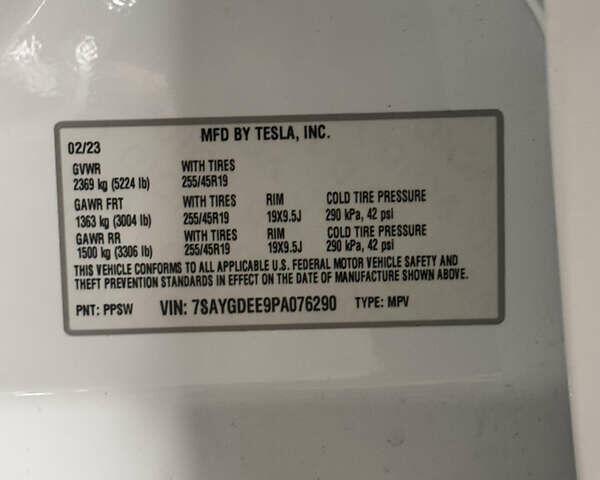 MFD BY TESLA, INC.
02/23
GVWR WITH TIRES
2369 kg (5224 lb) 255/45R19
GAWR FRT WITH TIRES RIM COLD TIRE PRESSURE
1363 kg (3004 lb) 255/45R19 19X9.5J 290 kPa, 42 psi
GAWR RR WITH TIRES RIM COLD TIRE PRESSURE
1500 kg (3306 lb) 255/45R19 19X9.5J 290 kPa, 42 psi
THIS VEHICLE CONFORMS TO ALL APPLICABLE U.S. FEDERAL MOTOR VEHICLE SAFETY AND
THEFT PREVENTION STANDARDS IN EFFECT ON THE DATE OF MANUFACTURE SHOWN ABOVE.
PNT: PPSW VIN: 7SAYGDEE9PA076290 TYPE: MPV